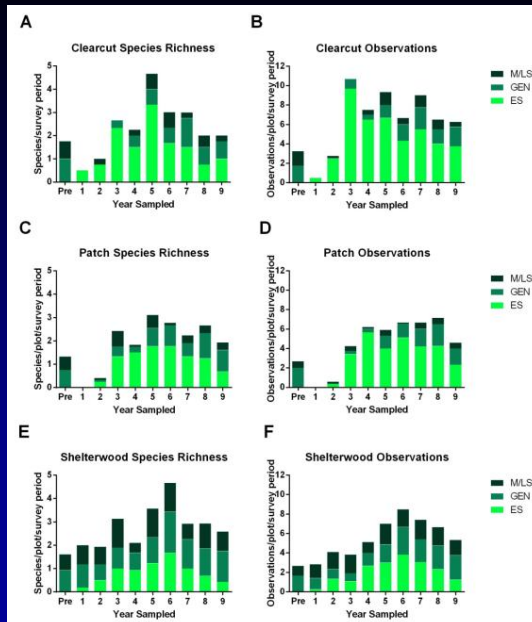 A
Clearcut Species Richness
Species/survey period
5
4
3
2
1
0
Pre 1 2 3 4 5 6 7 8 9
Year Sampled
B
Clearcut Observations
Observations/plot/survey period
12
10
8
6
4
2
0
Pre 1 2 3 4 5 6 7 8 9
Year Sampled
M/LS
GEN
ES
C
Patch Species Richness
Species/plot/survey period
5
4
3
2
1
0
Pre 1 2 3 4 5 6 7 8 9
Year Sampled
D
Patch Observations
Observations/plot/survey period
12
10
8
6
4
2
0
Pre 1 2 3 4 5 6 7 8 9
Year Sampled
M/LS
GEN
ES
E
Shelterwood Species Richness
Species/plot/survey period
5
4
3
2
1
0
Pre 1 2 3 4 5 6 7 8 9
Year Sampled
F
Shelterwood Observations
Observations/plot/survey period
12
10
8
6
4
2
0
Pre 1 2 3 4 5 6 7 8 9
Year Sampled
M/LS
GEN
ES